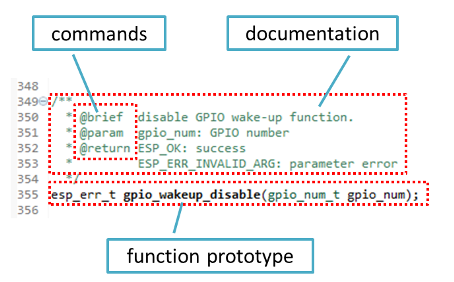 commands
documentation
348
349 /**
350 * @brief disable GPIO wake-up function.
351 * @param gpio_num: GPIO number
352 * @return ESP_OK: success
353 * ESP_ERR_INVALID_ARG: parameter error
354 */
355 esp_err_t gpio_wakeup_disable(gpio_num_t gpio_num);
356
function prototype